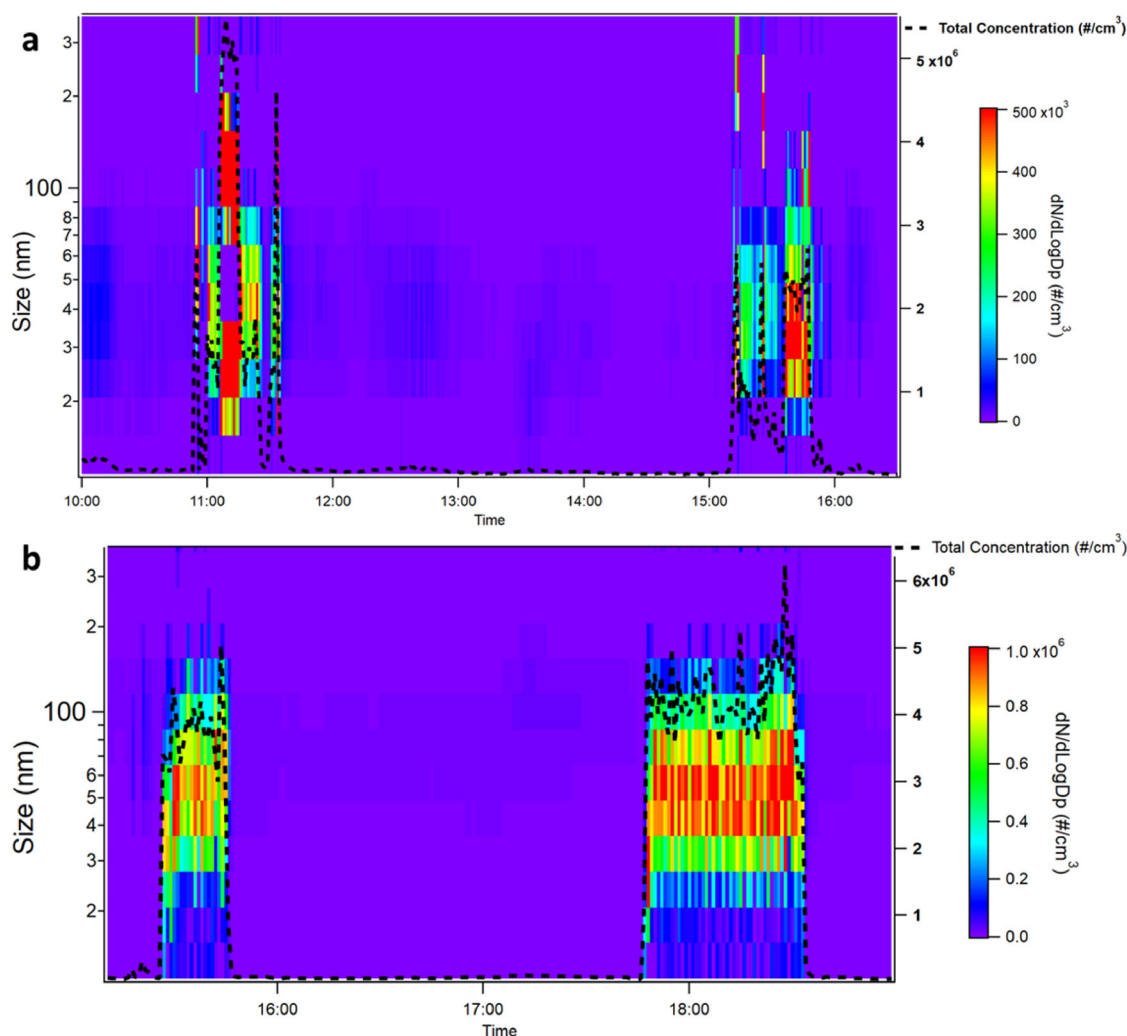 a
Total Concentration (#/cm³)
3
2
100
8
7
6
5
4
3
2
Size (nm)
5 x10⁶
4
3
2
1
500 x10³
400
300
200
100
0
dN/dLogDp (#/cm³)
10:00 11:00 12:00 13:00 14:00 15:00 16:00
Time
b
Total Concentration (#/cm³)
3
2
100
8
6
5
4
3
2
Size (nm)
6x10⁶
5
4
3
2
1
1.0 x10⁶
0.8
0.6
0.4
0.2
0.0
dN/dLogDp (#/cm³)
16:00 17:00 18:00
Time